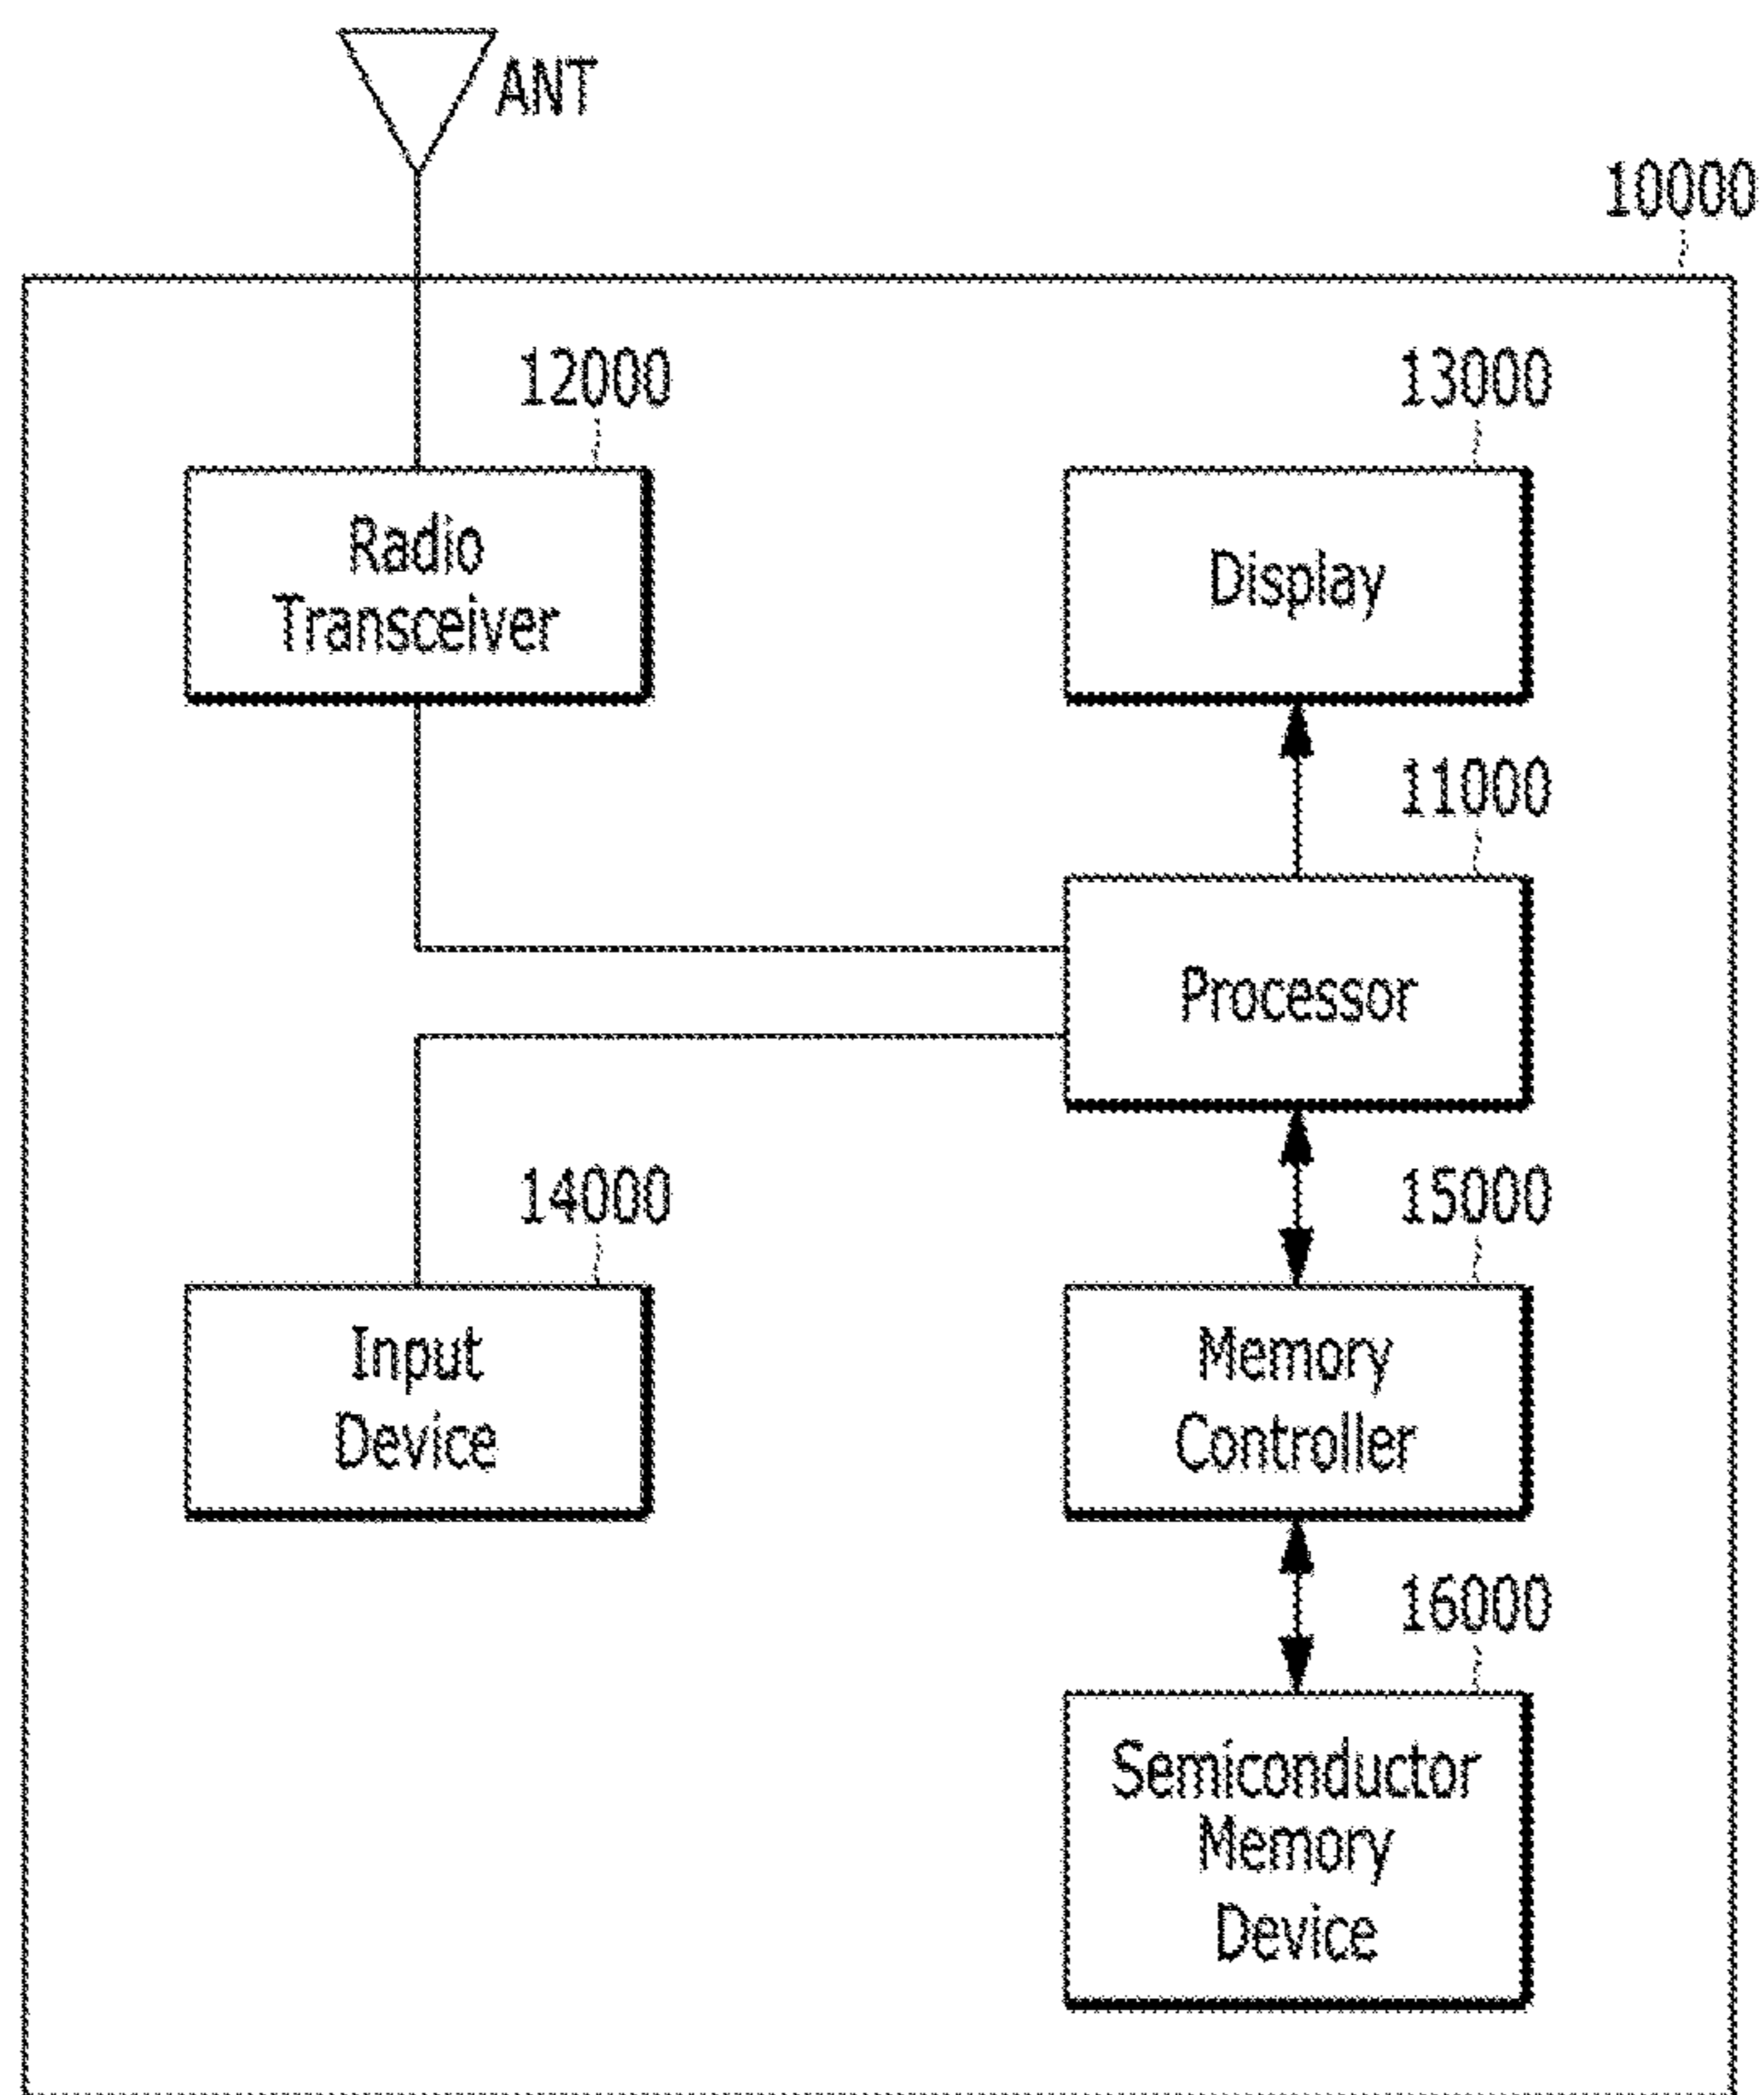 ANT
10000
12000
13000
Radio
Transceiver
Display
11000
Processor
14000
15000
Input
Device
Memory
Controller
16000
Semiconductor
Memory
Device